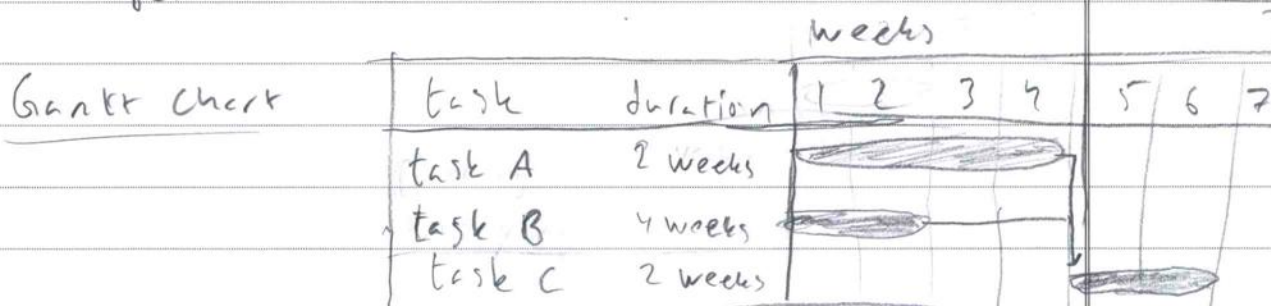 weeks
Gantt Chart task duration 1 2 3 4 5 6 7
task A 2 weeks
task B 4 weeks
task C 2 weeks